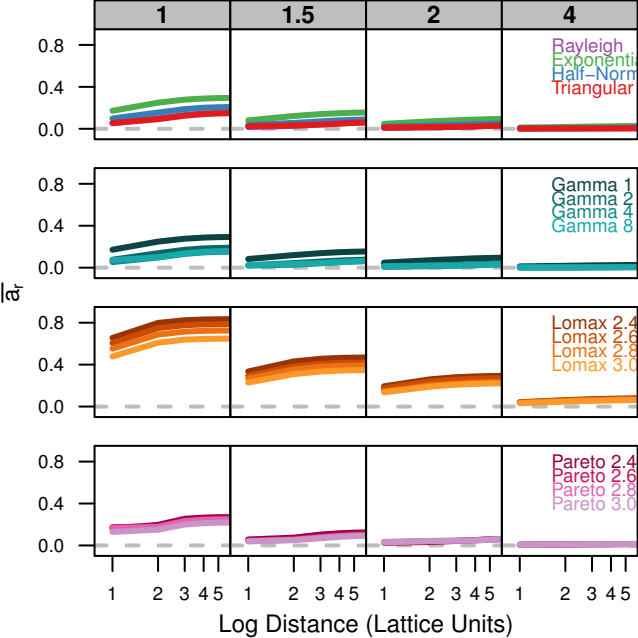 1 1.5 2 4
0.8
0.4
0.0
Rayleigh
Exponentia
Half−Norm
Triangular
0.8
0.4
0.0
Gamma 1
Gamma 2
Gamma 4
Gamma 8
ar
0.8
0.4
0.0
Lomax 2.4
Lomax 2.6
Lomax 2.8
Lomax 3.0
0.8
0.4
0.0
Pareto 2.4
Pareto 2.6
Pareto 2.8
Pareto 3.0
1 2 3 4 5 1 2 3 4 5 1 2 3 4 5 1 2 3 4 5
Log Distance (Lattice Units)